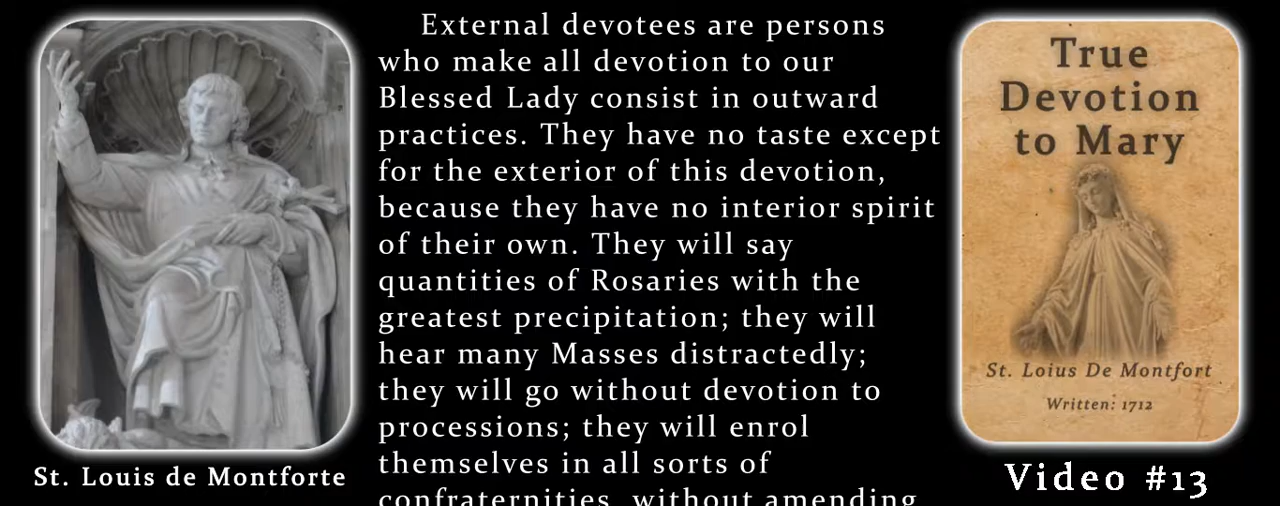 External devotees are persons
who make all devotion to our
Blessed Lady consist in outward
practices. They have no taste except
for the exterior of this devotion,
because they have no interior spirit
of their own. They will say
quantities of Rosaries with the
greatest precipitation; they will
hear many Masses distractedly;
they will go without devotion to
processions; they will enrol
themselves in all sorts of
confraternities, without amending
St. Louis de Montforte
True
Devotion
to Mary
St. Loius De Montfort
Written: 1712
Video #13